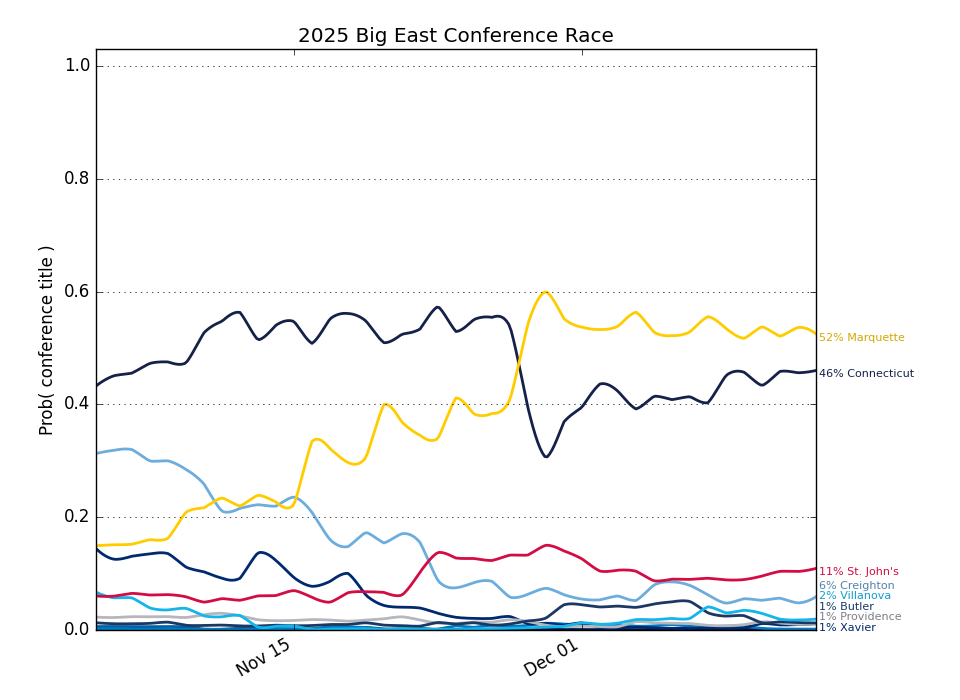 2025 Big East Conference Race
Prob( conference title )
1.0
0.8
0.6
0.4
0.2
0.0
Nov 15
Dec 01
52% Marquette
46% Connecticut
11% St. John's
6% Creighton
2% Villanova
1% Butler
1% Providence
1% Xavier